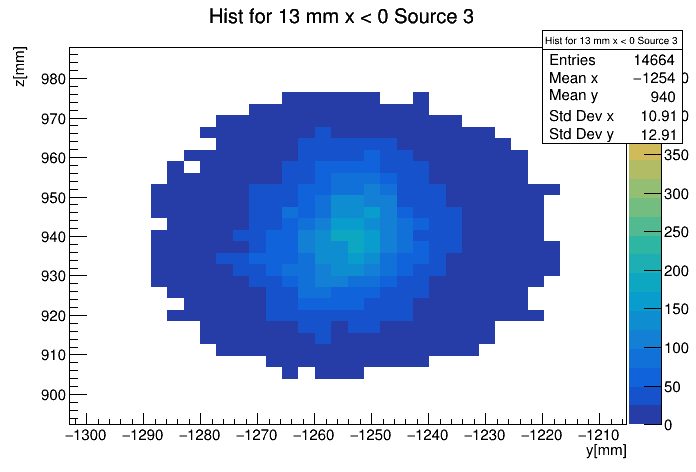 Hist for 13 mm x < 0 Source 3
Hist for 13 mm x < 0 Source 3
Entries 14664
Mean x −1254
Mean y 940
Std Dev x 10.91
Std Dev y 12.91
z[mm]
980
970
960
950
940
930
920
910
900
−1300 −1290 −1280 −1270 −1260 −1250 −1240 −1230 −1220 −1210
y[mm]
350
300
250
200
150
100
50
0